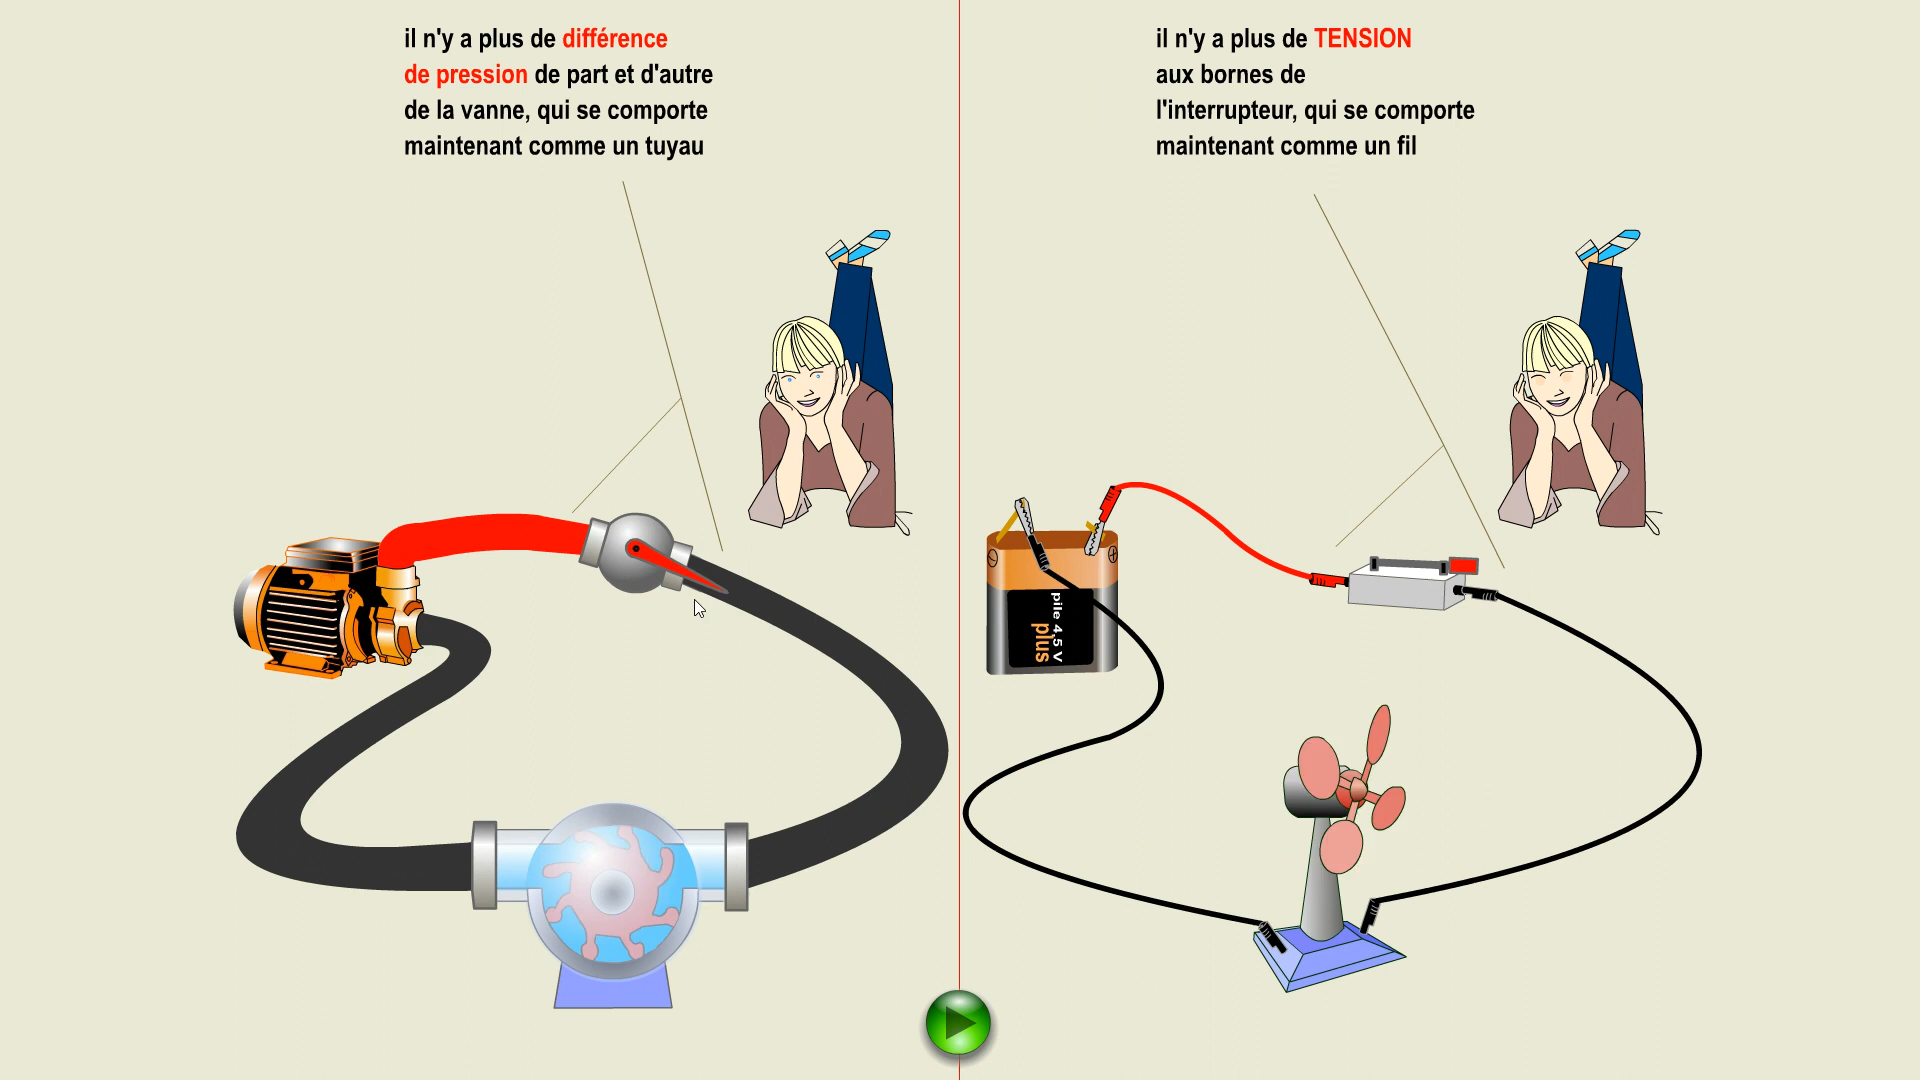 il n'y a plus de différence
de pression de part et d'autre
de la vanne, qui se comporte
maintenant comme un tuyau
il n'y a plus de TENSION
aux bornes de
l'interrupteur, qui se comporte
maintenant comme un fil
pile 4,5 V
plus